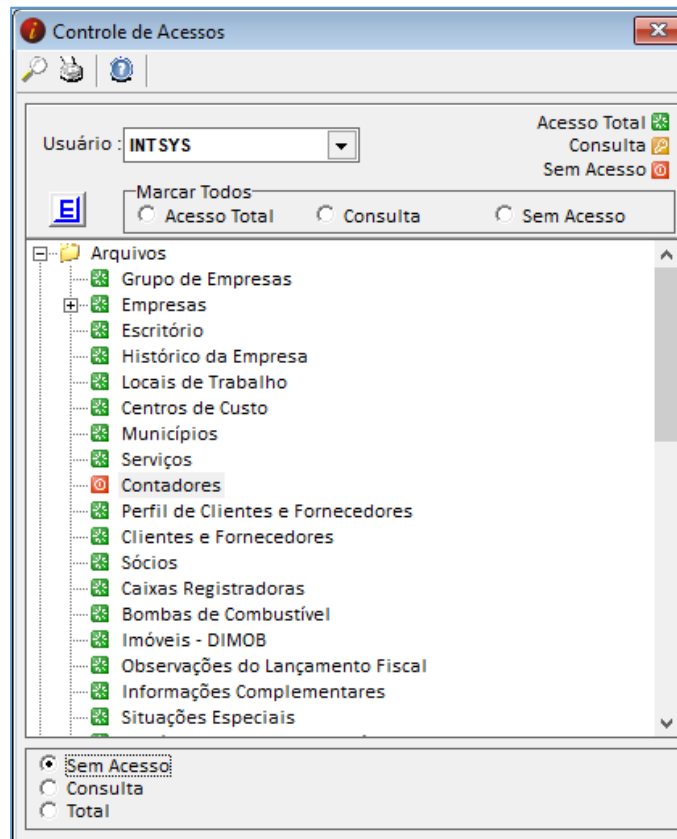 Controle de Acessos
Acesso Total
Usuário : INTSYS
Consulta
Sem Acesso
E
Marcar Todos
Acesso Total Consulta Sem Acesso
Arquivos
Grupo de Empresas
Empresas
Escritório
Histórico da Empresa
Locais de Trabalho
Centros de Custo
Municípios
Serviços
Contadores
Perfil de Clientes e Fornecedores
Clientes e Fornecedores
Sócios
Caixas Registradoras
Bombas de Combustível
Imóveis - DIMOB
Observações do Lançamento Fiscal
Informações Complementares
Situações Especiais
Sem Acesso
Consulta
Total